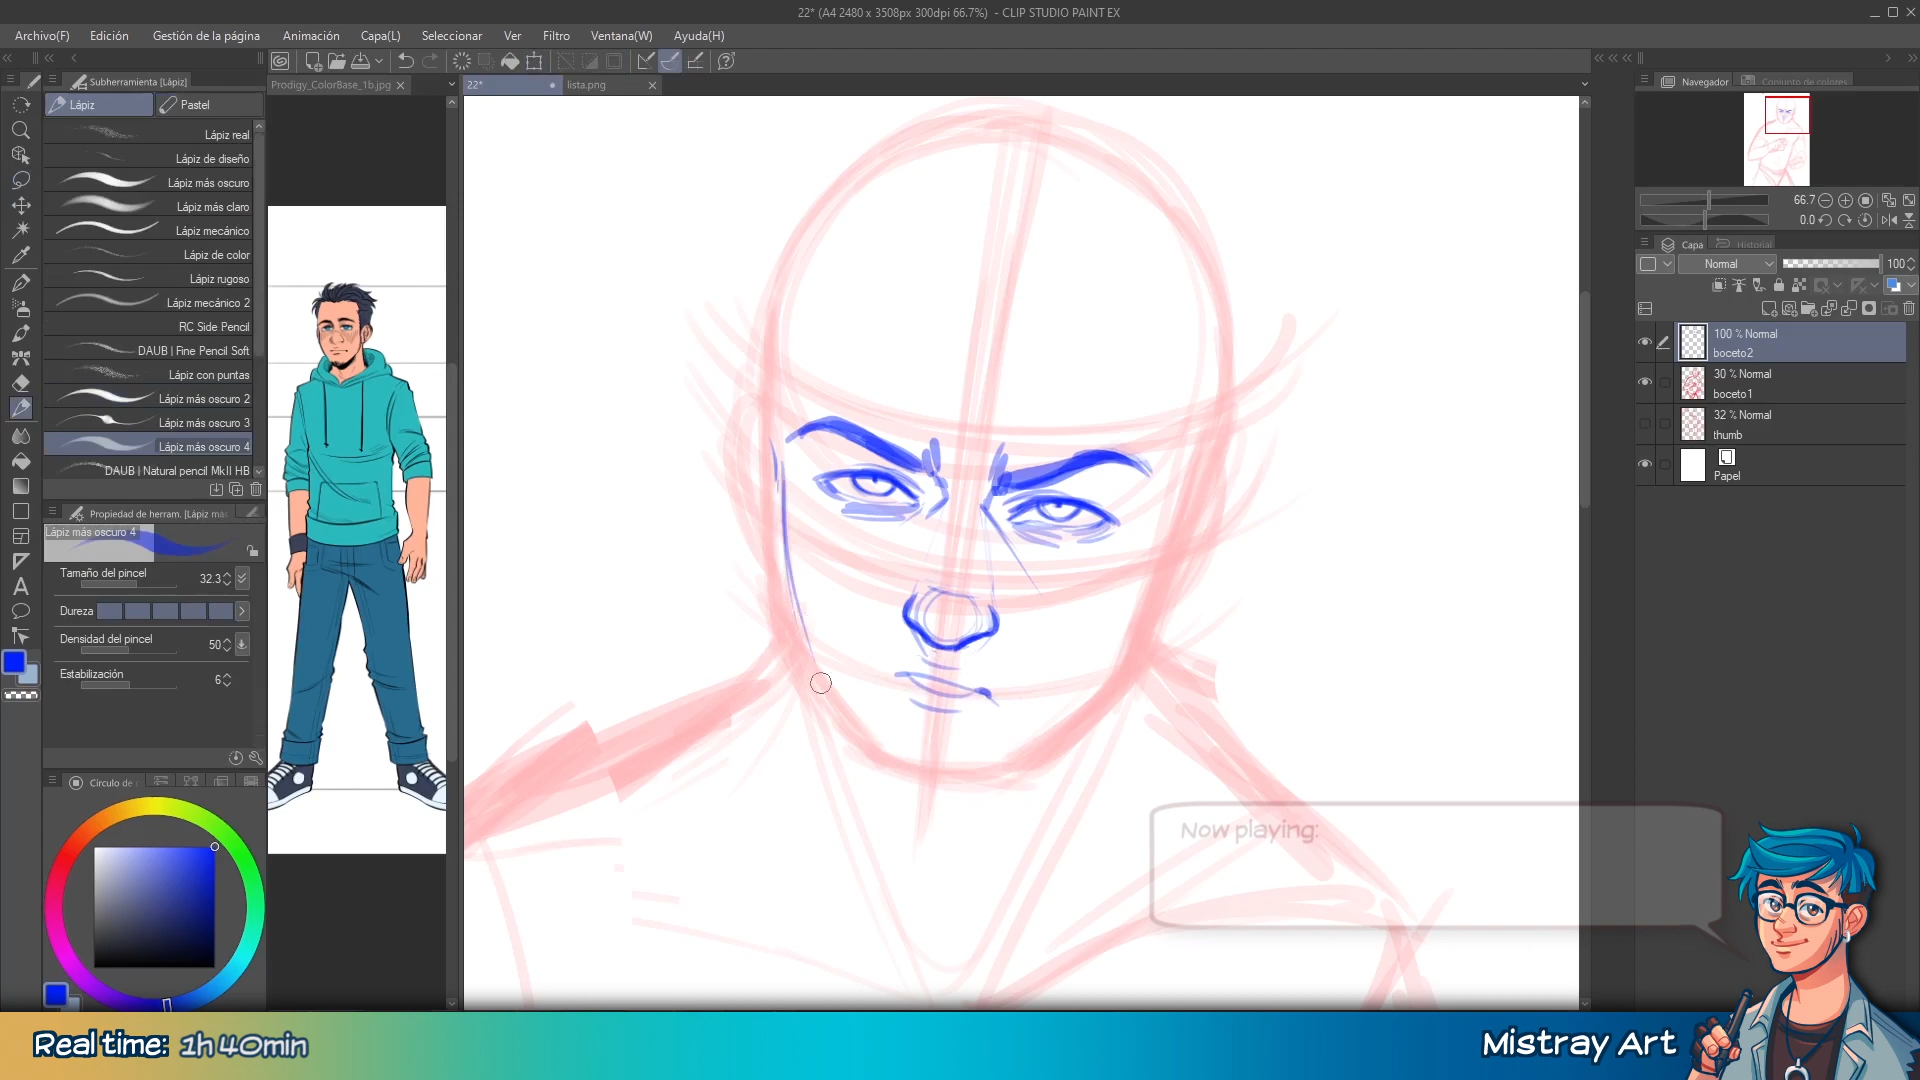 22* (A4 2480 x 3508px 300dpi 66.7%) - CLIP STUDIO PAINT EX
Archivo(F) Edición Gestión de la página Animación Capa(L) Seleccionar Ver Filtro Ventana(W) Ayuda(H)
Subherramienta [Lápiz]
Prodigy_ColorBase_1b.jpg
22*
lista.png
Navegador
Conjunto de colores
Lápiz
Pastel
Lápiz real
Lápiz de diseño
Lápiz más oscuro
Lápiz más claro
Lápiz mecánico
Lápiz de color
Lápiz rugoso
Lápiz mecánico 2
RC Side Pencil
DAUB | Fine Pencil Soft
Lápiz con puntas
Lápiz más oscuro 2
Lápiz más oscuro 3
Lápiz más oscuro 4
DAUB | Natural pencil MkII HB
Propiedad de herram. [Lápiz más
Lápiz más oscuro 4
Tamaño del pincel 32.3
Dureza
Densidad del pincel 50
Estabilización 6
Círculo de
66.7
0.0
Capa
Historial
Normal 100
100 % Normal
boceto2
30 % Normal
boceto1
32 % Normal
thumb
Papel
Now playing:
Real time: 1h 40min
Mistray Art